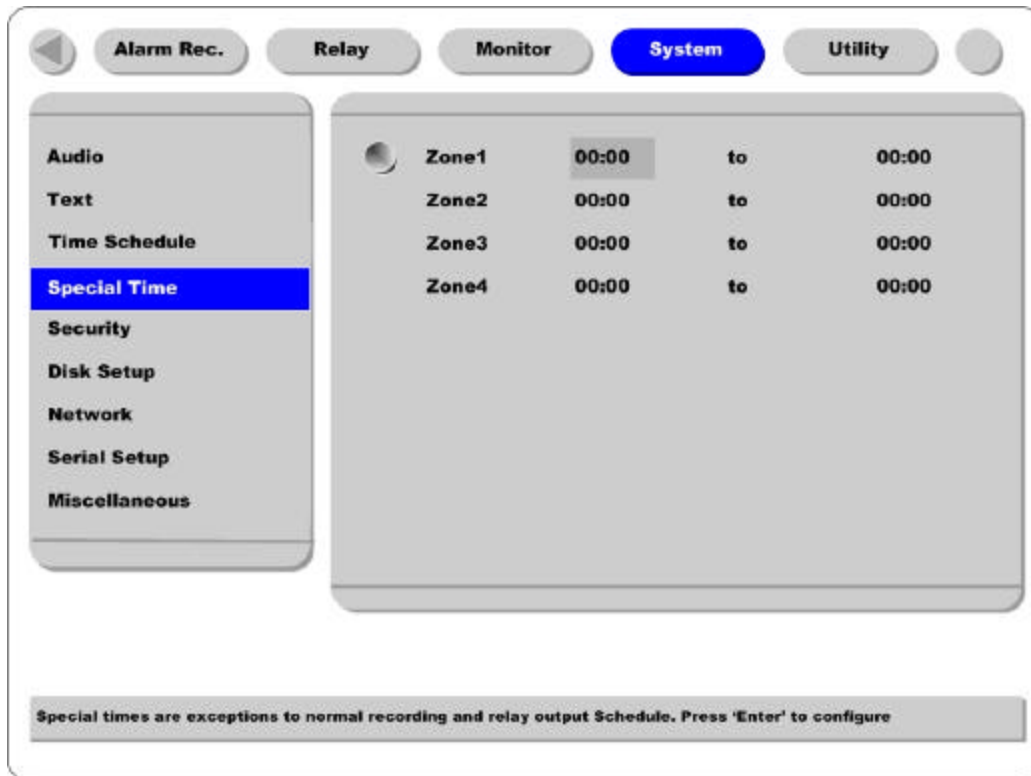 Alarm Rec. Relay Monitor System Utility
Audio
Text
Time Schedule
Special Time
Security
Disk Setup
Network
Serial Setup
Miscellaneous
Zone1 00:00 to 00:00
Zone2 00:00 to 00:00
Zone3 00:00 to 00:00
Zone4 00:00 to 00:00
Special times are exceptions to normal recording and relay output Schedule. Press ‘Enter’ to configure